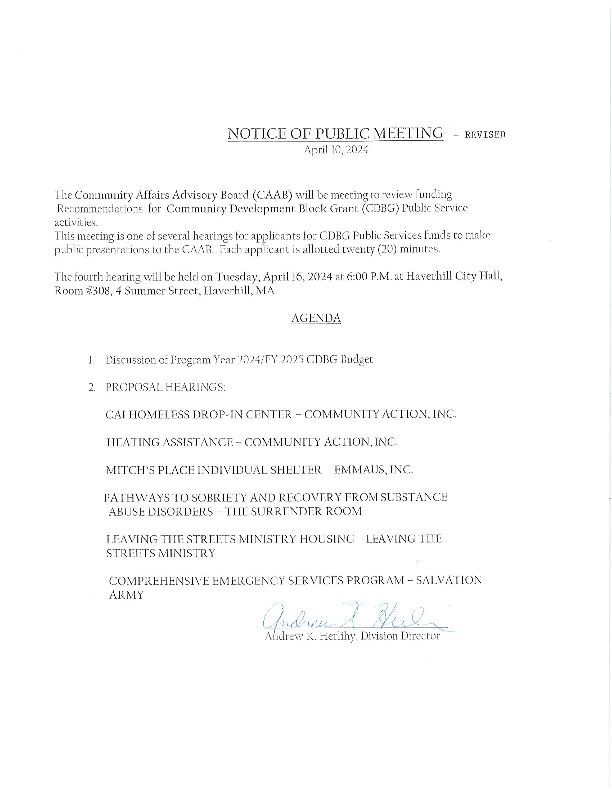 NOTICE OF PUBLIC MEETING – REVISED
April 10, 2024
The Community Affairs Advisory Board (CAAB) will be meeting to review funding
Recommendations for Community Development Block Grant (CDBG) Public Service
activities.
This meeting is one of several hearings for applicants for CDBG Public Services funds to make
public presentations to the CAAB. Each applicant is allotted twenty (20) minutes.
The fourth hearing will be held on Tuesday, April 16, 2024 at 6:00 P.M. at Haverhill City Hall,
Room #308, 4 Summer Street, Haverhill, MA
AGENDA
1. Discussion of Program Year 2024/FY 2025 CDBG Budget
2. PROPOSAL HEARINGS:
CAI HOMELESS DROP-IN CENTER – COMMUNITY ACTION, INC.
HEATING ASSISTANCE – COMMUNITY ACTION, INC.
MITCH'S PLACE INDIVIDUAL SHELTER – EMMAUS, INC.
PATHWAYS TO SOBRIETY AND RECOVERY FROM SUBSTANCE
ABUSE DISORDERS – THE SURRENDER ROOM
LEAVING THE STREETS MINISTRY HOUSING – LEAVING THE
STREETS MINISTRY
COMPREHENSIVE EMERGENCY SERVICES PROGRAM – SALVATION
ARMY
Andrew K. Herlihy
Andrew K. Herlihy, Division Director